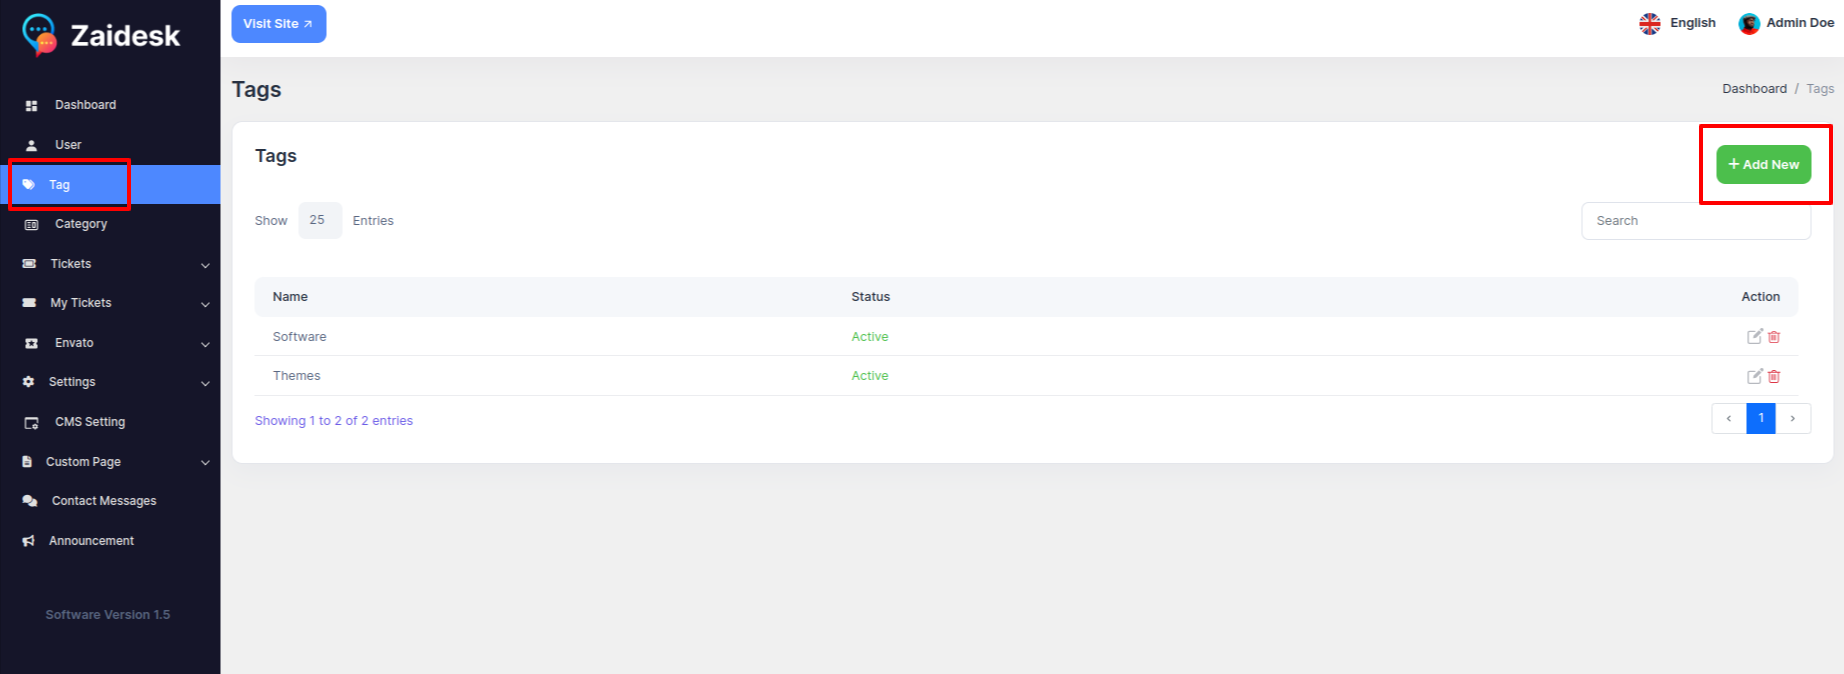 Zaidesk
Visit Site
English
Admin Doe
Dashboard
User
Tag
Category
Tickets
My Tickets
Envato
Settings
CMS Setting
Custom Page
Contact Messages
Announcement
Software Version 1.5
Tags
Dashboard / Tags
Tags
+ Add New
Show 25 Entries
Search
Name Status Action
Software Active
Themes Active
Showing 1 to 2 of 2 entries
‹ 1 ›